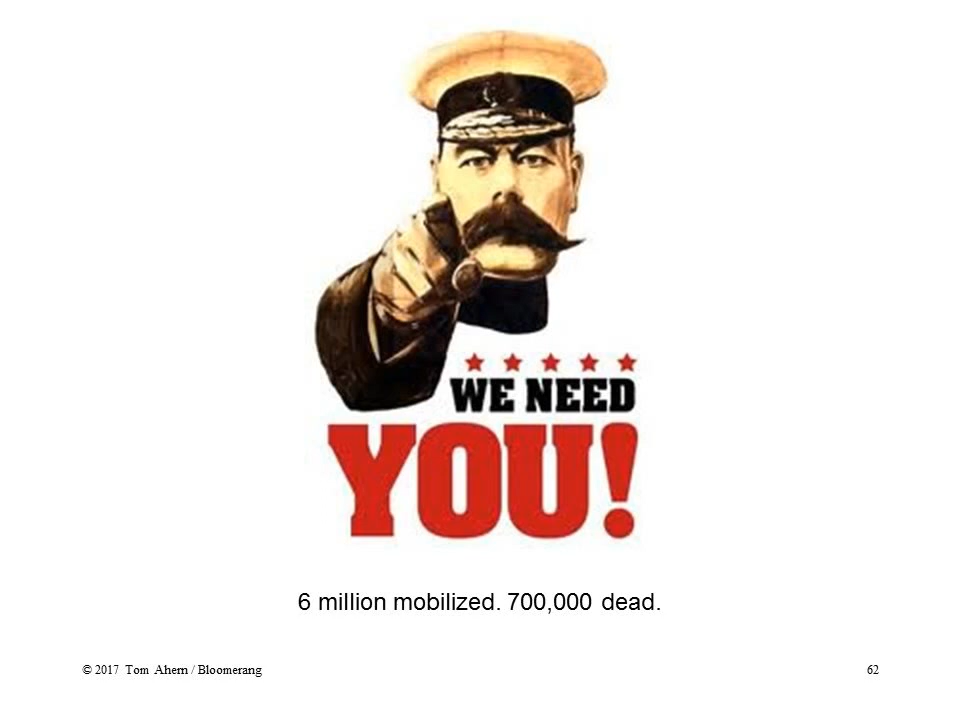 WE NEED
YOU!
6 million mobilized. 700,000 dead.
© 2017 Tom Ahern / Bloomerang 62